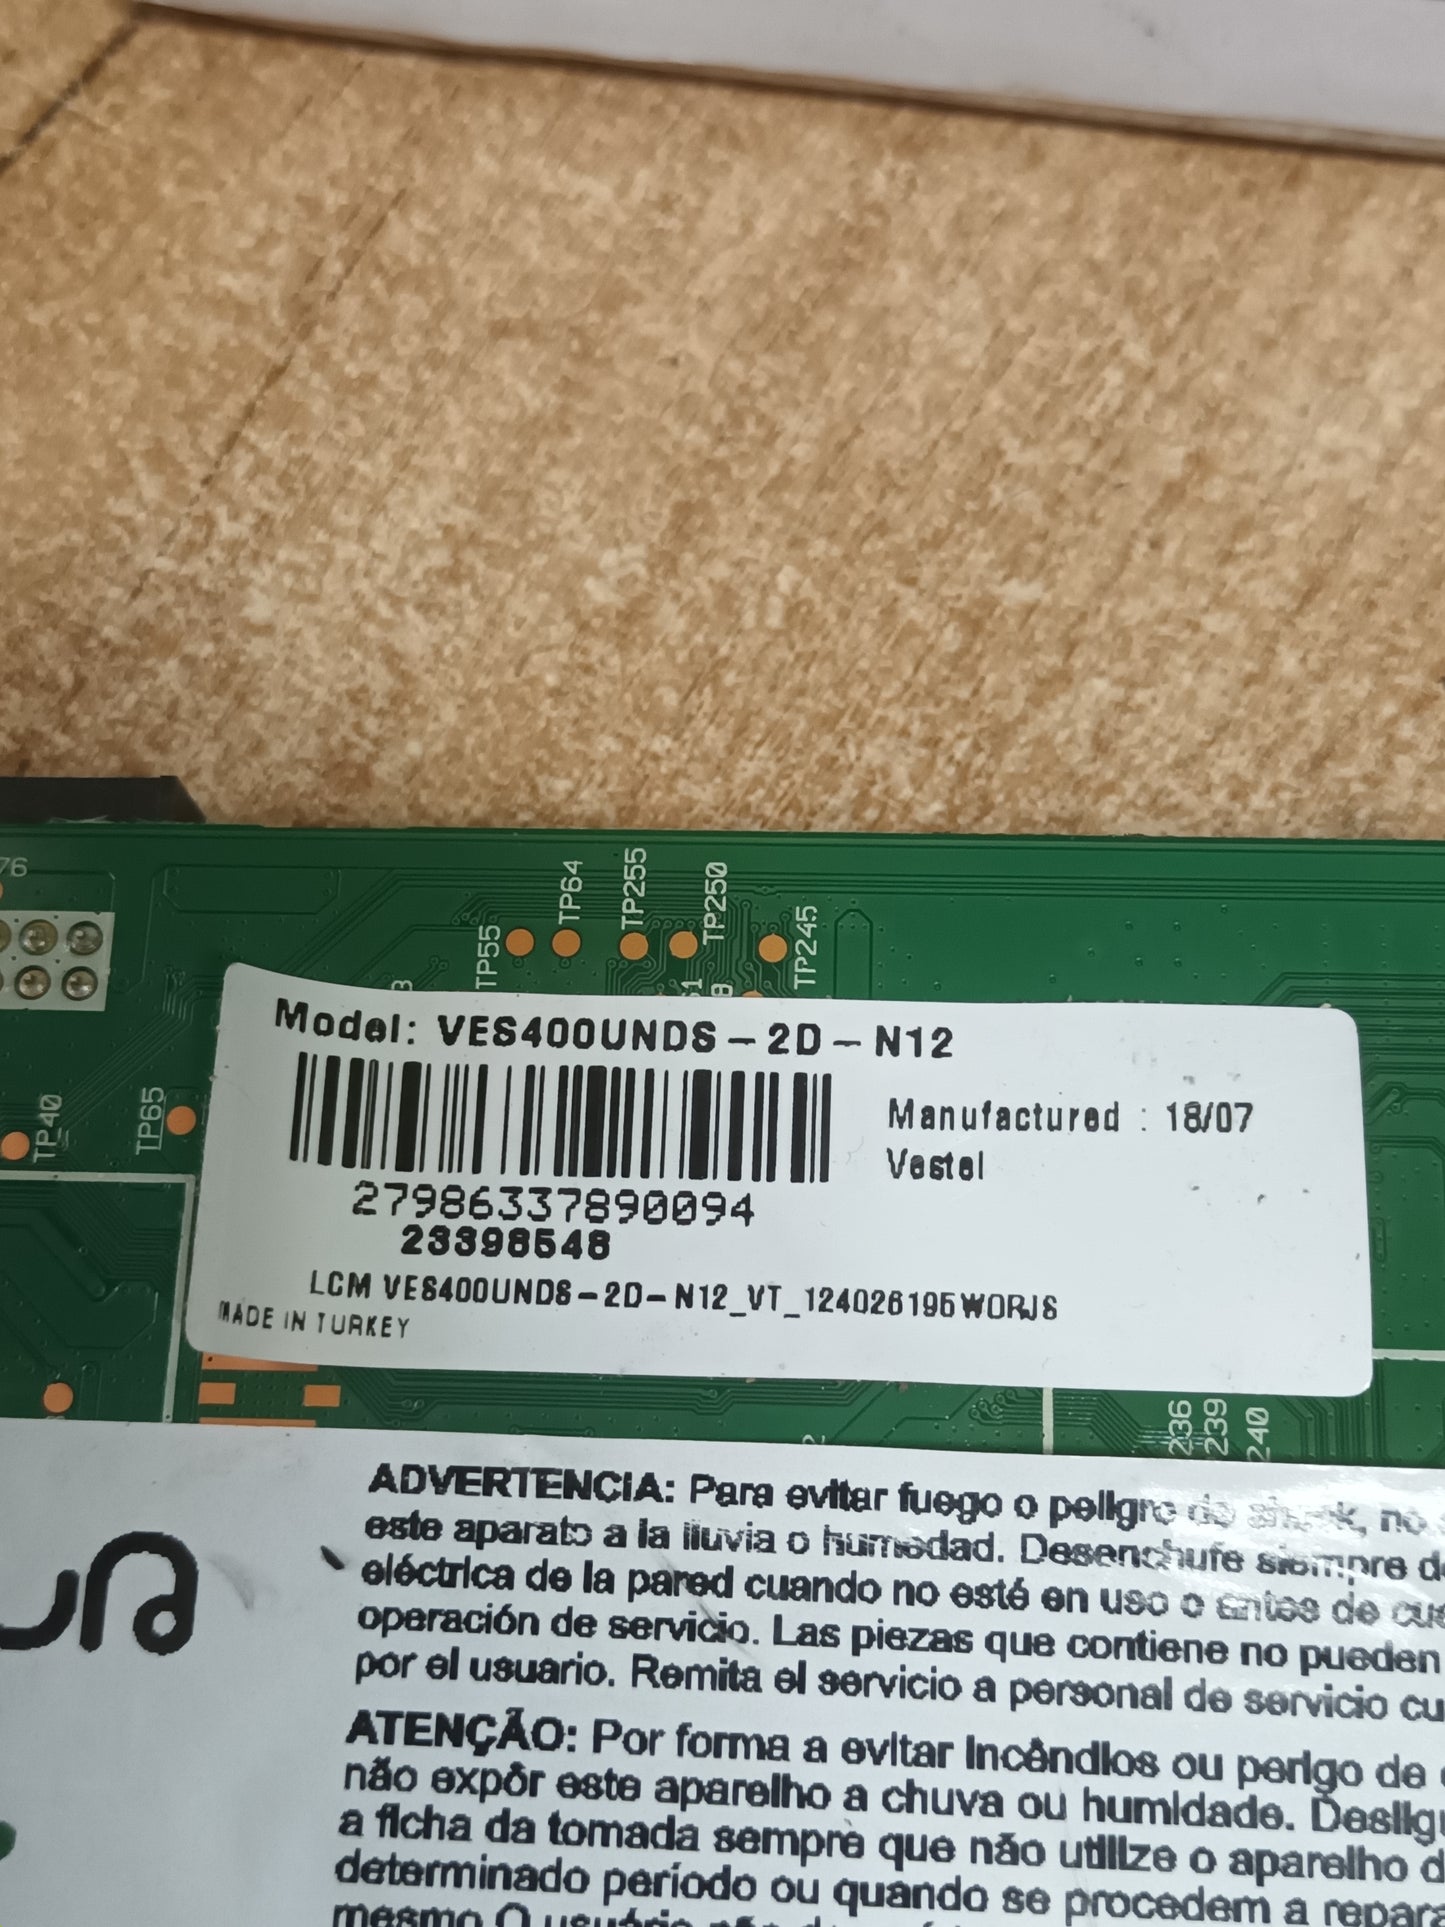 76
TP64
TP255
TP250
TP55
TP245
Model: VES400UNDS-2D-N12
TP40
TP65
Manufactured : 18/07
Vestel
27986337890094
23398548
LCM VES400UNDS-2D-N12_VT_124026195WORJS
MADE IN TURKEY
236
239
240
ADVERTENCIA: Para evitar fuego o peligro de shock, no
este aparato a la lluvia o humedad. Desenchufe siempre
eléctrica de la pared cuando no esté en uso o antes de
operación de servicio. Las piezas que contiene no pueden
por el usuario. Remita el servicio a personal de servicio
ATENÇÃO: Por forma a evitar Incêndios ou perigo de
não expôr este aparelho a chuva ou humidade.
a ficha da tomada sempre que não utilize o aparelho
determinado período ou quando se procedem a
mesmo O